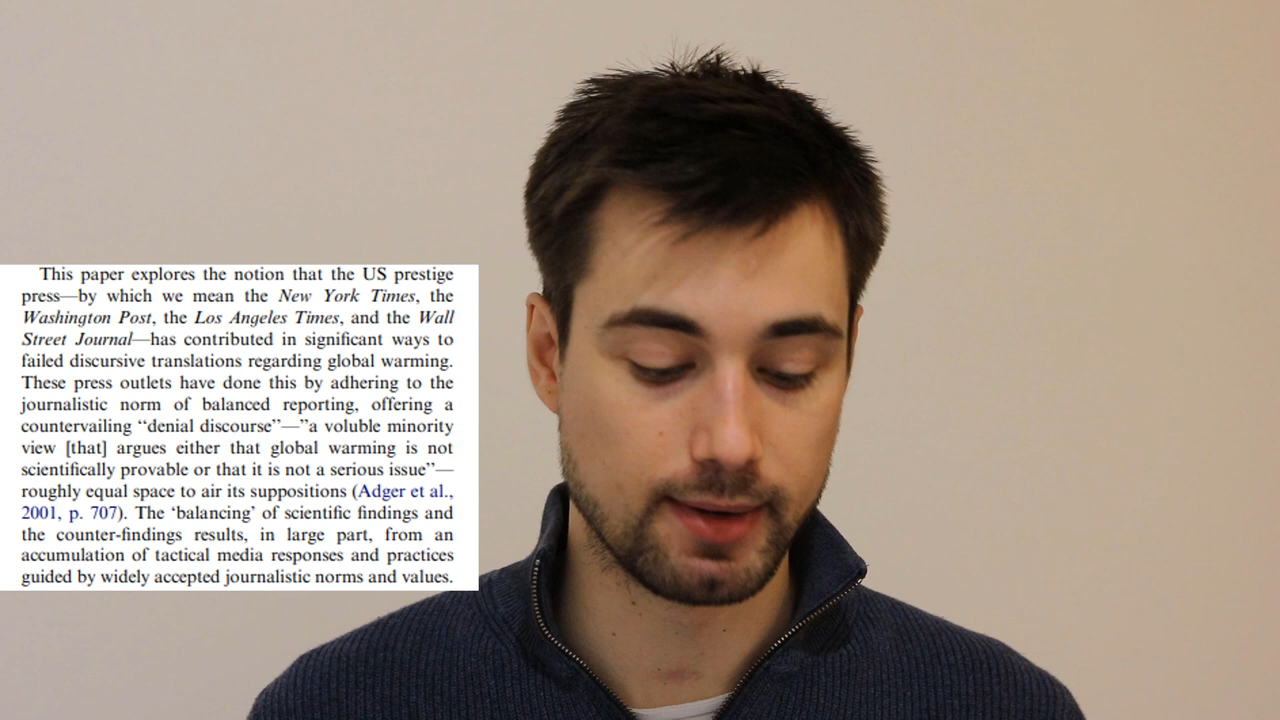 This paper explores the notion that the US prestige
press—by which we mean the New York Times, the
Washington Post, the Los Angeles Times, and the Wall
Street Journal—has contributed in significant ways to
failed discursive translations regarding global warming.
These press outlets have done this by adhering to the
journalistic norm of balanced reporting, offering a
countervailing “denial discourse”—”a voluble minority
view [that] argues either that global warming is not
scientifically provable or that it is not a serious issue”—
roughly equal space to air its suppositions (Adger et al.,
2001, p. 707). The ‘balancing’ of scientific findings and
the counter-findings results, in large part, from an
accumulation of tactical media responses and practices
guided by widely accepted journalistic norms and values.